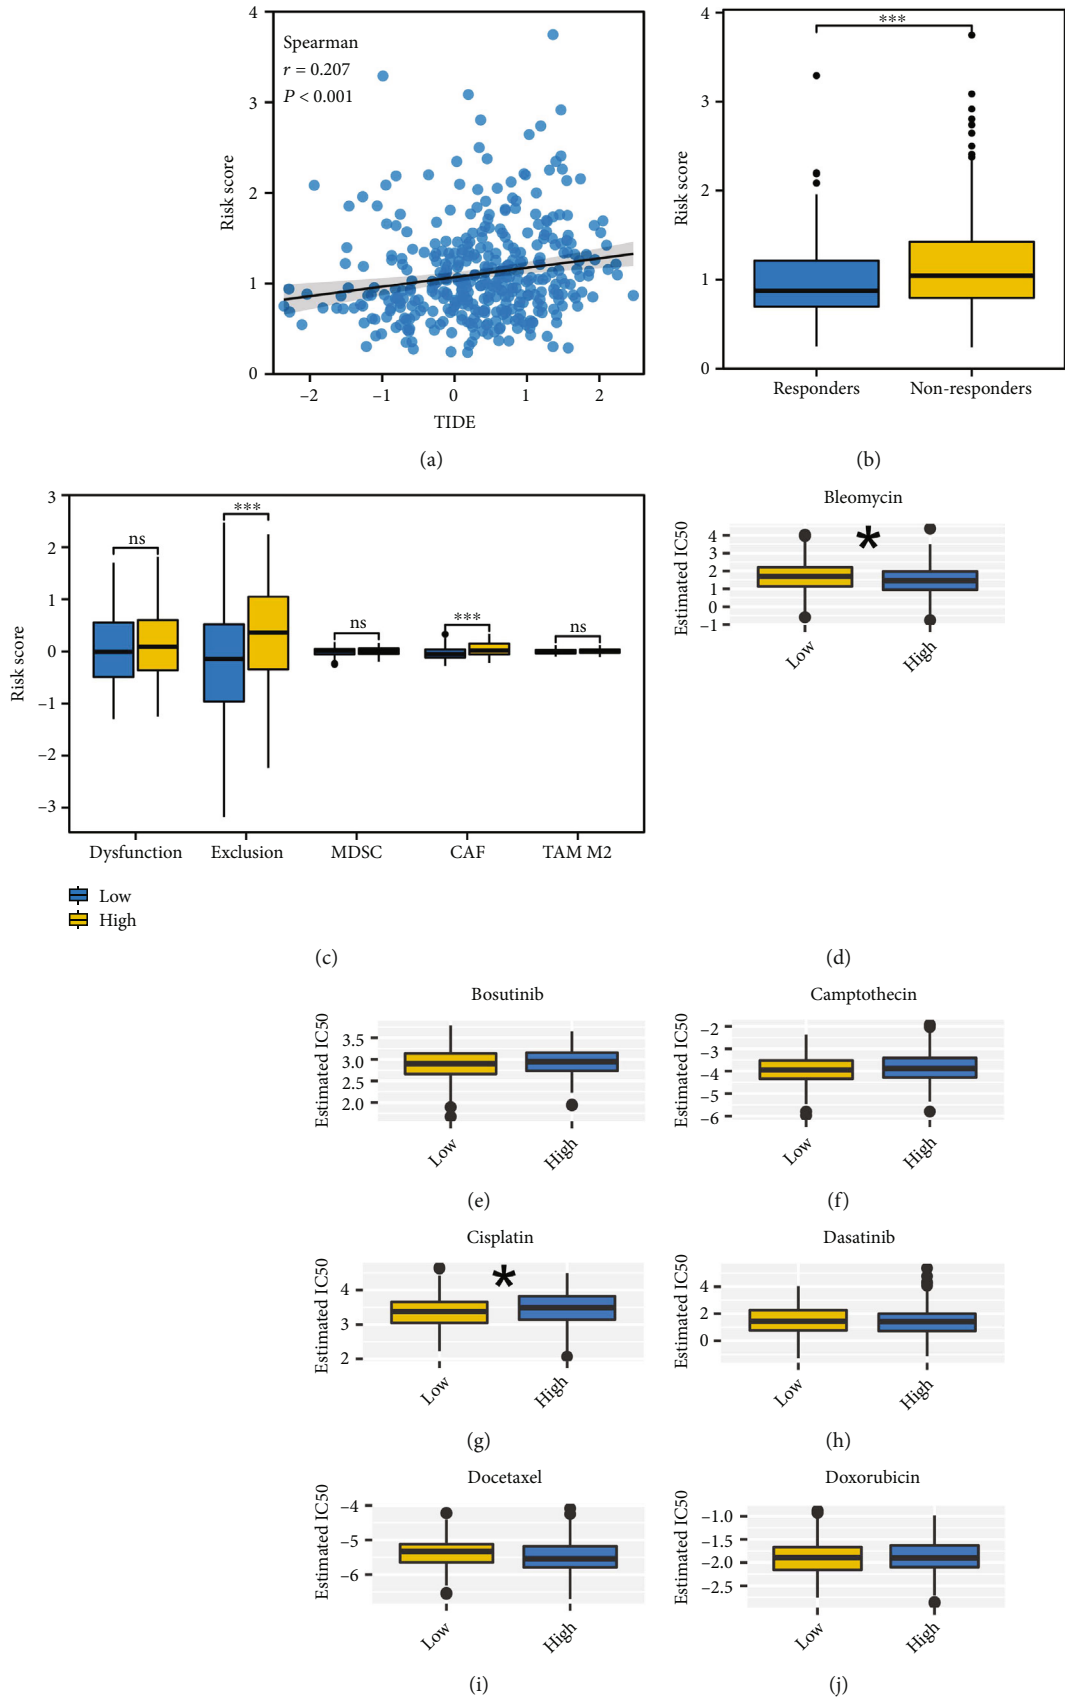 4
3
2
1
0
Risk score
Spearman
r = 0.207
P < 0.001
−2 −1 0 1 2
TIDE
(a)
4
3
2
1
0
Risk score
***
Responders Non-responders
(b)
3
2
1
0
−1
−2
−3
Risk score
ns *** ns *** ns
Dysfunction Exclusion MDSC CAF TAM M2
Low
High
(c)
Bleomycin
Estimated IC50
4
3
2
1
0
−1
*
Low High
(d)
Bosutinib
Estimated IC50
3.5
3.0
2.5
2.0
Low High
(e)
Camptothecin
Estimated IC50
−2
−3
−4
−5
−6
Low High
(f)
Cisplatin
Estimated IC50
4
3
2
*
Low High
(g)
Dasatinib
Estimated IC50
4
2
0
Low High
(h)
Docetaxel
Estimated IC50
−4
−5
−6
Low High
(i)
Doxorubicin
Estimated IC50
−1.0
−1.5
−2.0
−2.5
Low High
(j)